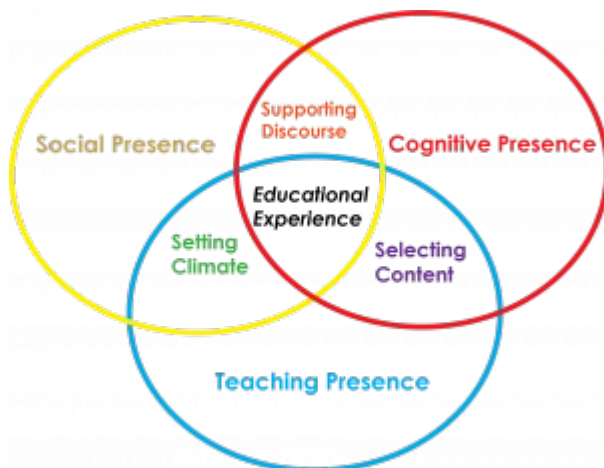 Supporting
Discourse
Social Presence
Cognitive Presence
Educational
Experience
Setting
Climate
Selecting
Content
Teaching Presence